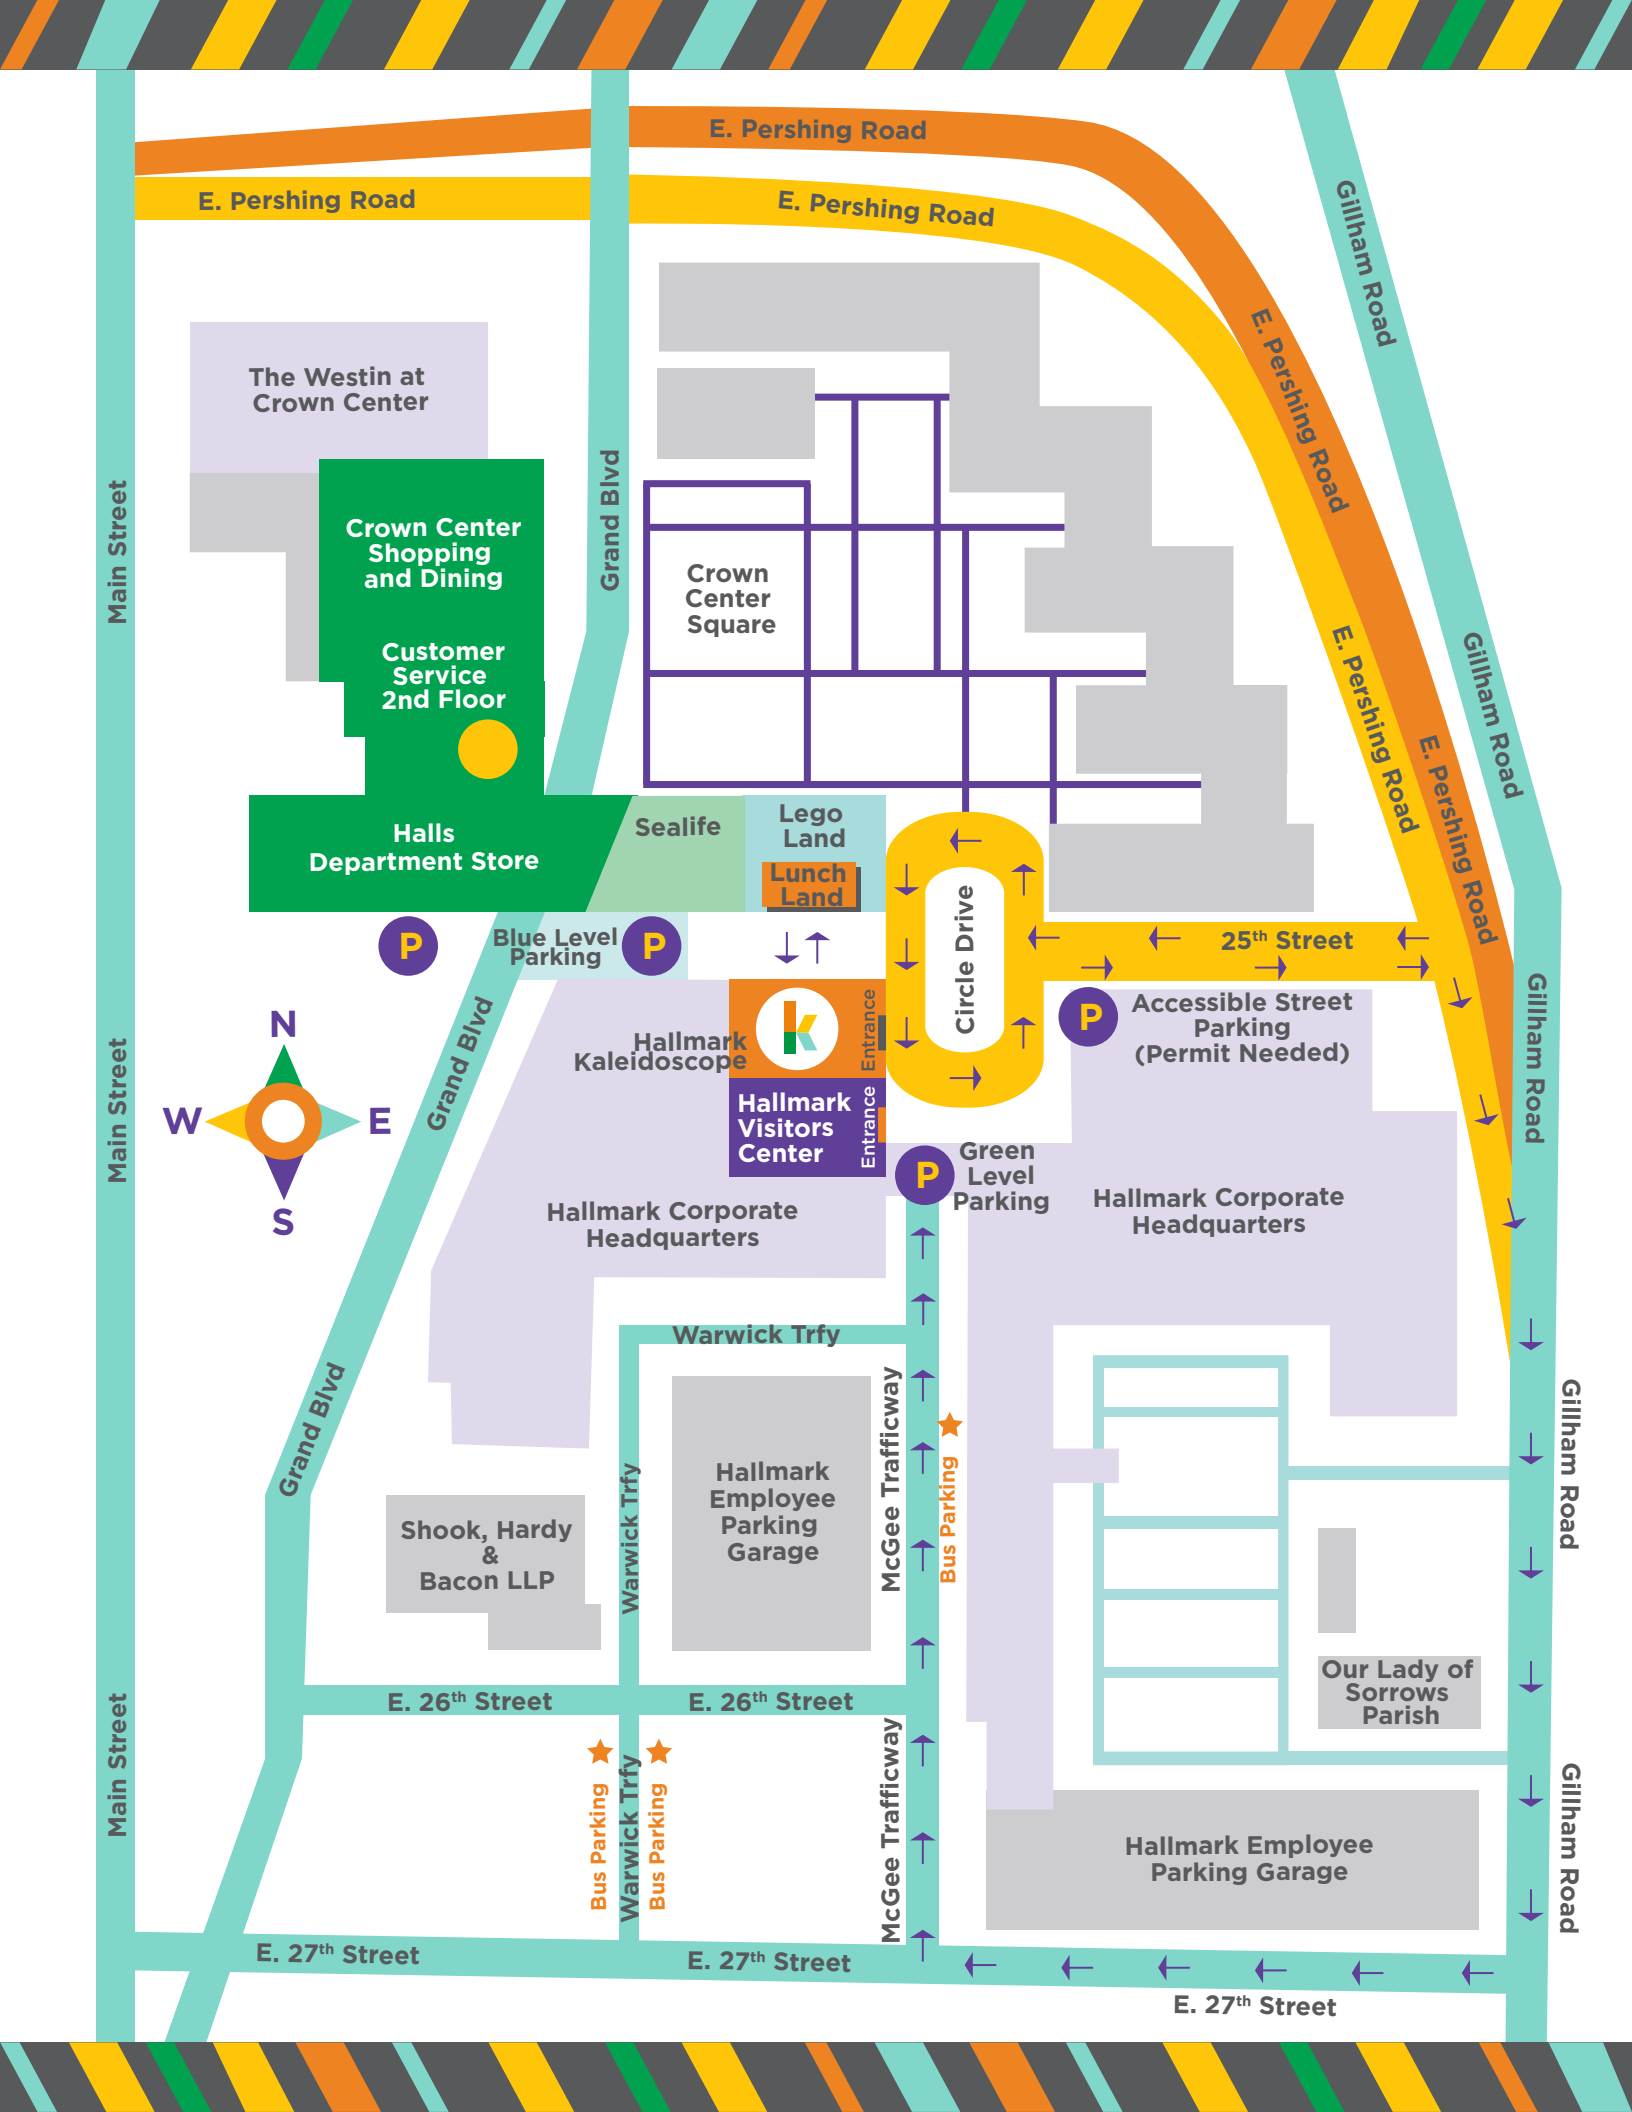 E. Pershing Road
E. Pershing Road
E. Pershing Road
Gillham Road
E. Pershing Road
The Westin at
Crown Center
Main Street
Grand Blvd
Crown Center
Shopping
and Dining
Customer
Service
2nd Floor
Crown
Center
Square
E. Pershing Road
Gillham Road
E. Pershing Road
Halls
Department Store
Sealife
Lego
Land
Lunch
Land
P
Blue Level
Parking
P
Circle Drive
25th Street
P
Accessible Street
Parking
(Permit Needed)
Gillham Road
N
W
E
S
Main Street
Grand Blvd
Hallmark
Kaleidoscope
k
Entrance
Hallmark
Visitors
Center
Entrance
P
Green
Level
Parking
Hallmark Corporate
Headquarters
Hallmark Corporate
Headquarters
Grand Blvd
Warwick Trfy
McGee Trafficway
Bus Parking
Hallmark
Employee
Parking
Garage
Warwick Trfy
Shook, Hardy
&
Bacon LLP
Gillham Road
Our Lady of
Sorrows
Parish
E. 26th Street
E. 26th Street
Main Street
Bus Parking
Warwick Trfy
Bus Parking
McGee Trafficway
Hallmark Employee
Parking Garage
Gillham Road
E. 27th Street
E. 27th Street
E. 27th Street